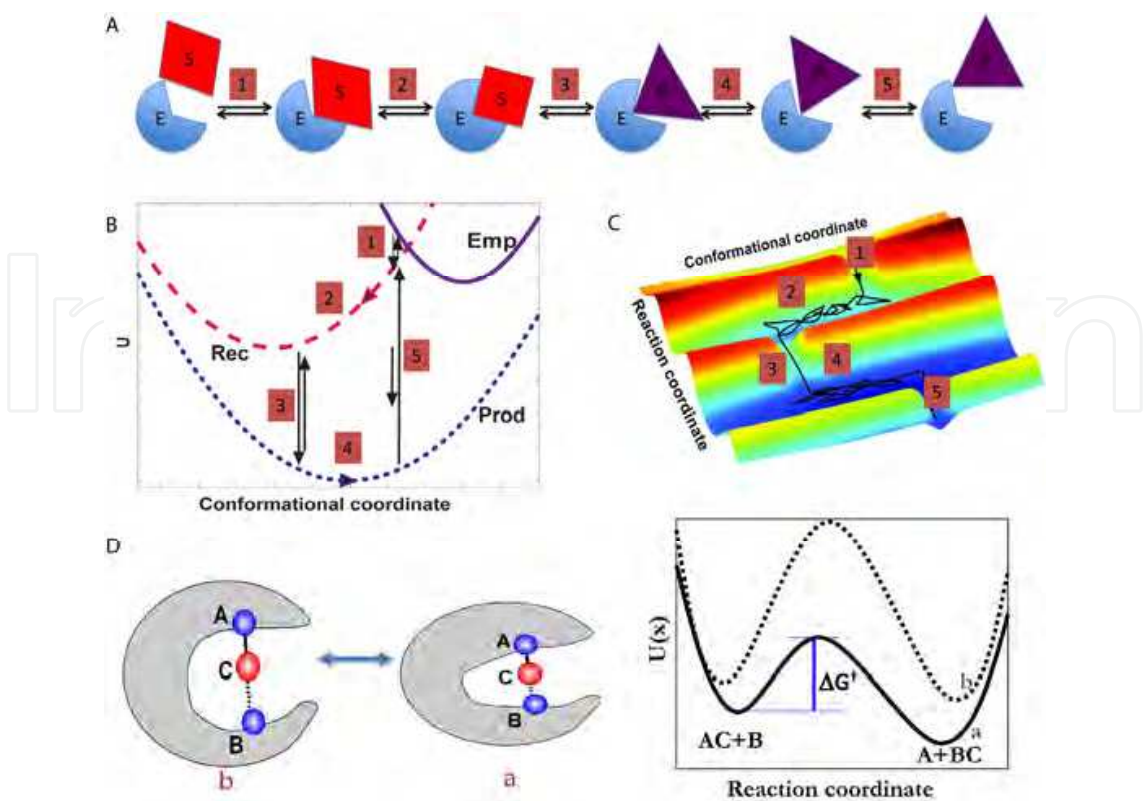 A
S
S
S
1
2
3
4
5
E
E
E
E
E
E
B
1
Emp
2
Rec
5
3
Prod
4
U
Conformational coordinate
C
Conformational coordinate
1
2
Reaction coordinate
3
4
5
D
A
C
B
b
A
C
B
a
U(x)
ΔG†
b
a
AC+B
A+BC
Reaction coordinate